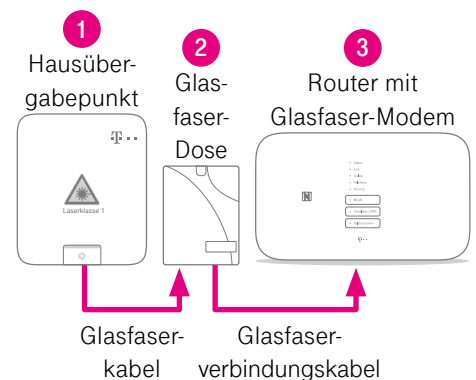 1
Hausüber-
gabepunkt
2
Glas-
faser-
Dose
3
Router mit
Glasfaser-Modem
T
Laserklasse 1
Glasfaser-
kabel
Glasfaser-
verbindungskabel